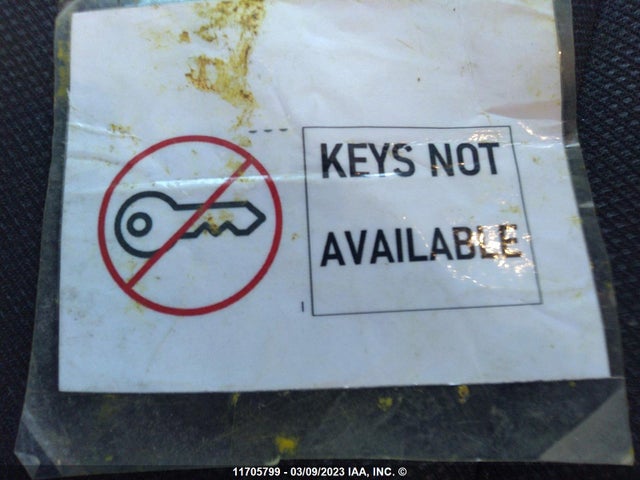 KEYS NOT
AVAILABLE
11705799 - 03/09/2023 IAA, INC. ©